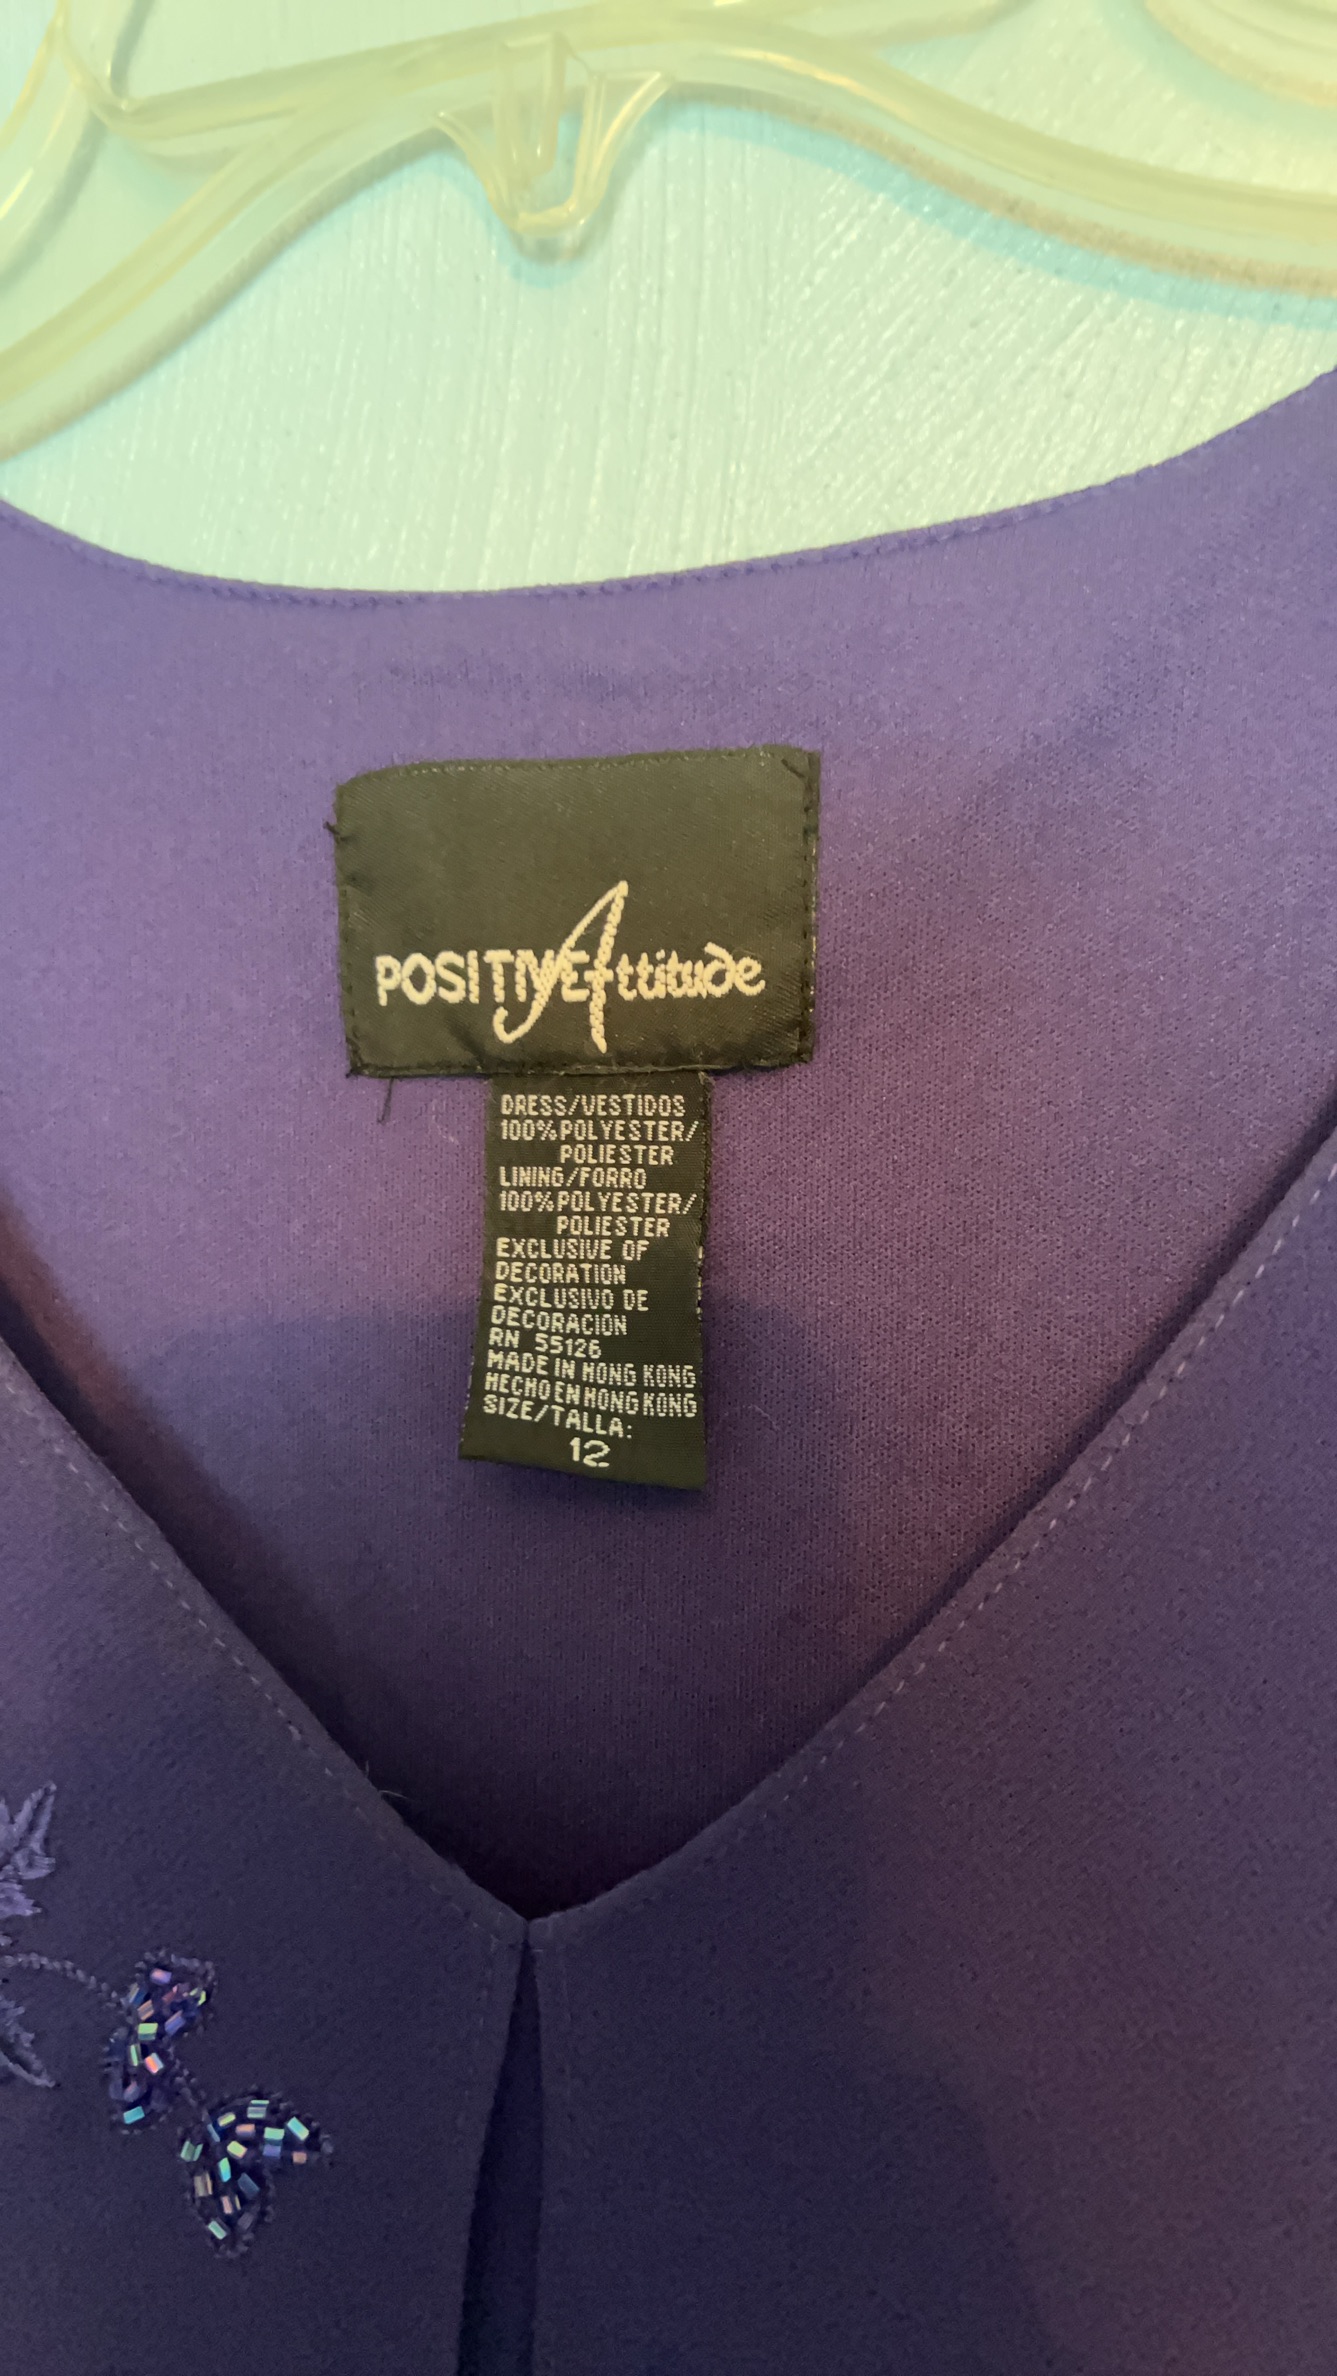 POSITIVE Attitude
DRESS/VESTIDOS
100%POLYESTER/
POLIESTER
LINING/FORRO
100%POLYESTER/
POLIESTER
EXCLUSIVE OF
DECORATION
EXCLUSIVO DE
DECORACION
RN 55126
MADE IN HONG KONG
HECHO EN HONG KONG
SIZE/TALLA:
12